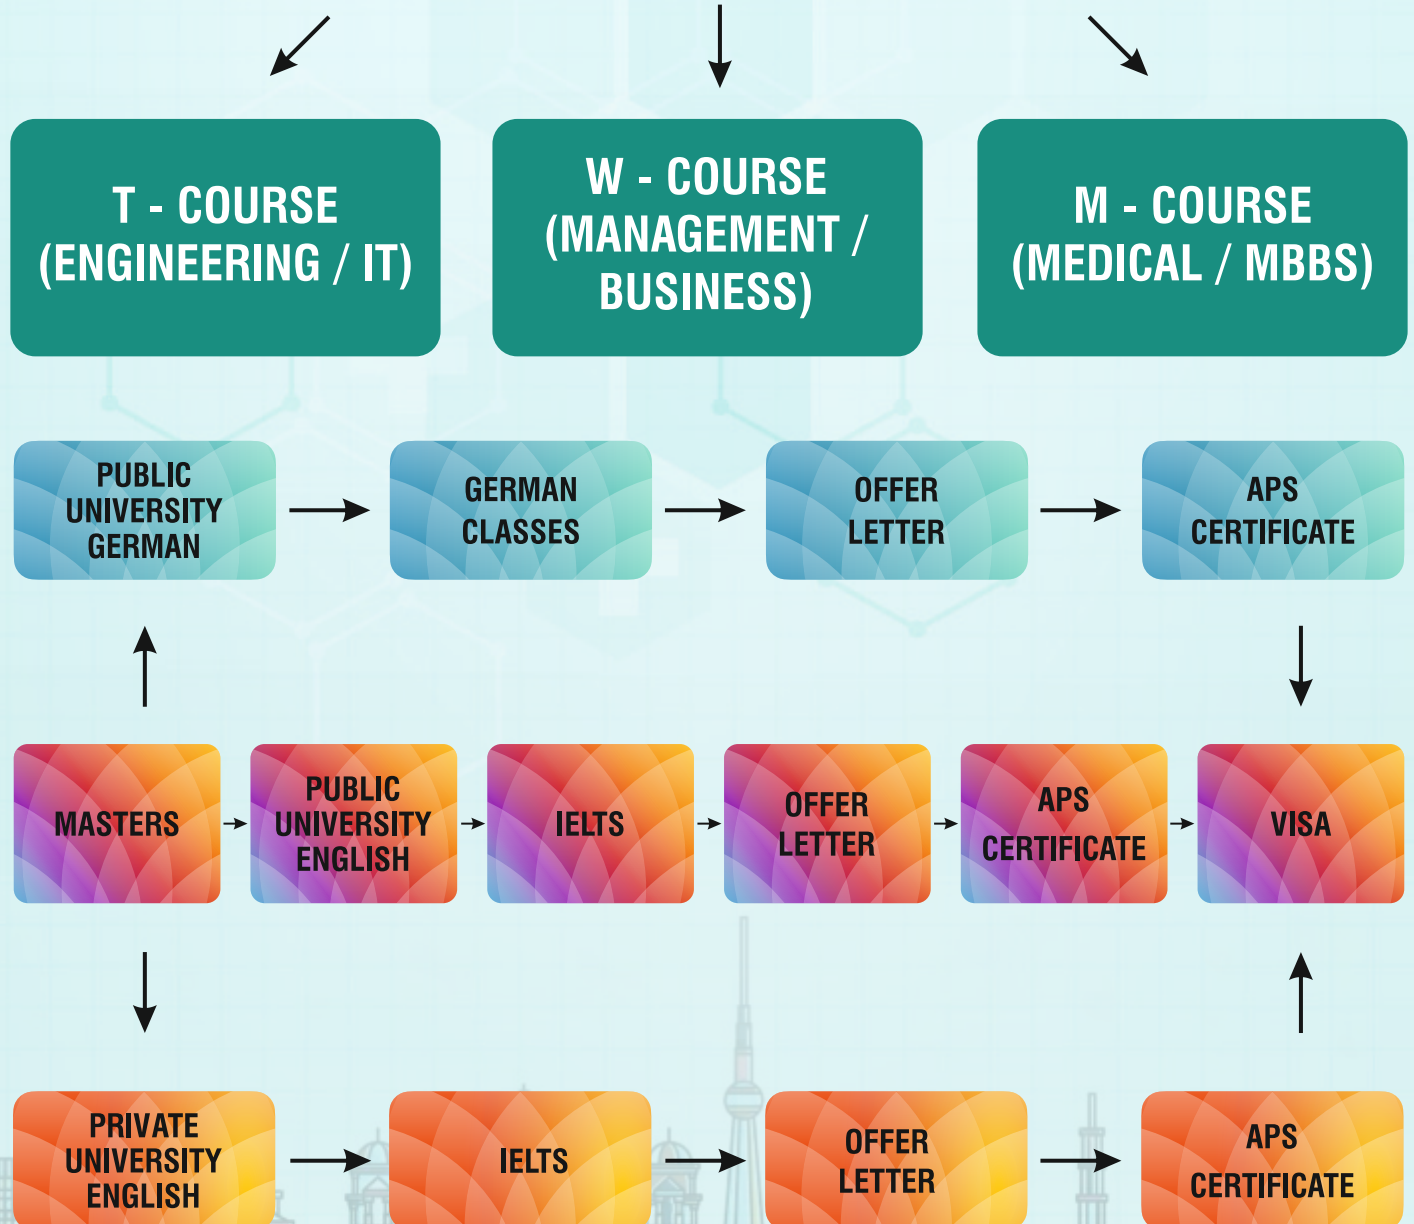 T - COURSE
(ENGINEERING / IT)
W - COURSE
(MANAGEMENT /
BUSINESS)
M - COURSE
(MEDICAL / MBBS)
PUBLIC
UNIVERSITY
GERMAN
GERMAN
CLASSES
OFFER
LETTER
APS
CERTIFICATE
MASTERS
PUBLIC
UNIVERSITY
ENGLISH
IELTS
OFFER
LETTER
APS
CERTIFICATE
VISA
PRIVATE
UNIVERSITY
ENGLISH
IELTS
OFFER
LETTER
APS
CERTIFICATE